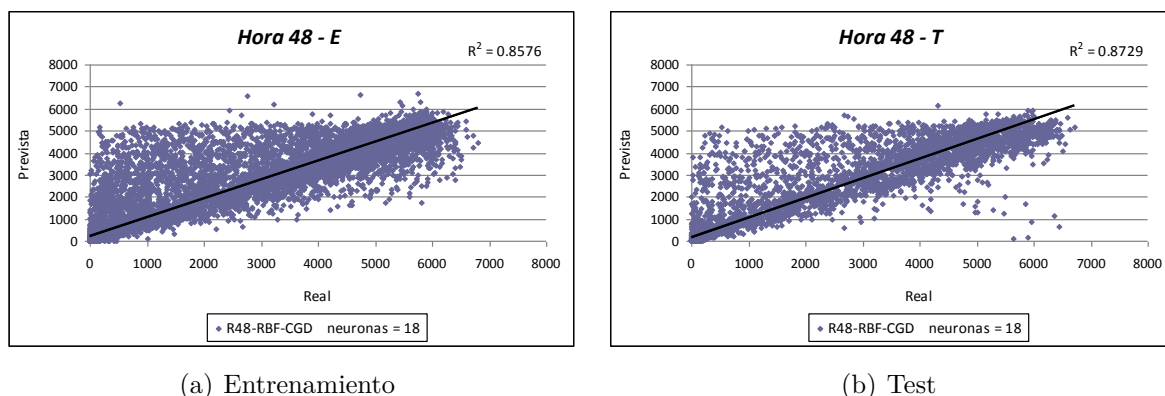 Hora 48 - E
R² = 0.8576
8000
7000
6000
5000
4000
3000
2000
1000
0
Prevista
0 1000 2000 3000 4000 5000 6000 7000 8000
Real
R48-RBF-CGD neuronas = 18
(a) Entrenamiento
Hora 48 - T
R² = 0.8729
8000
7000
6000
5000
4000
3000
2000
1000
0
Prevista
0 1000 2000 3000 4000 5000 6000 7000 8000
Real
R48-RBF-CGD neuronas = 18
(b) Test